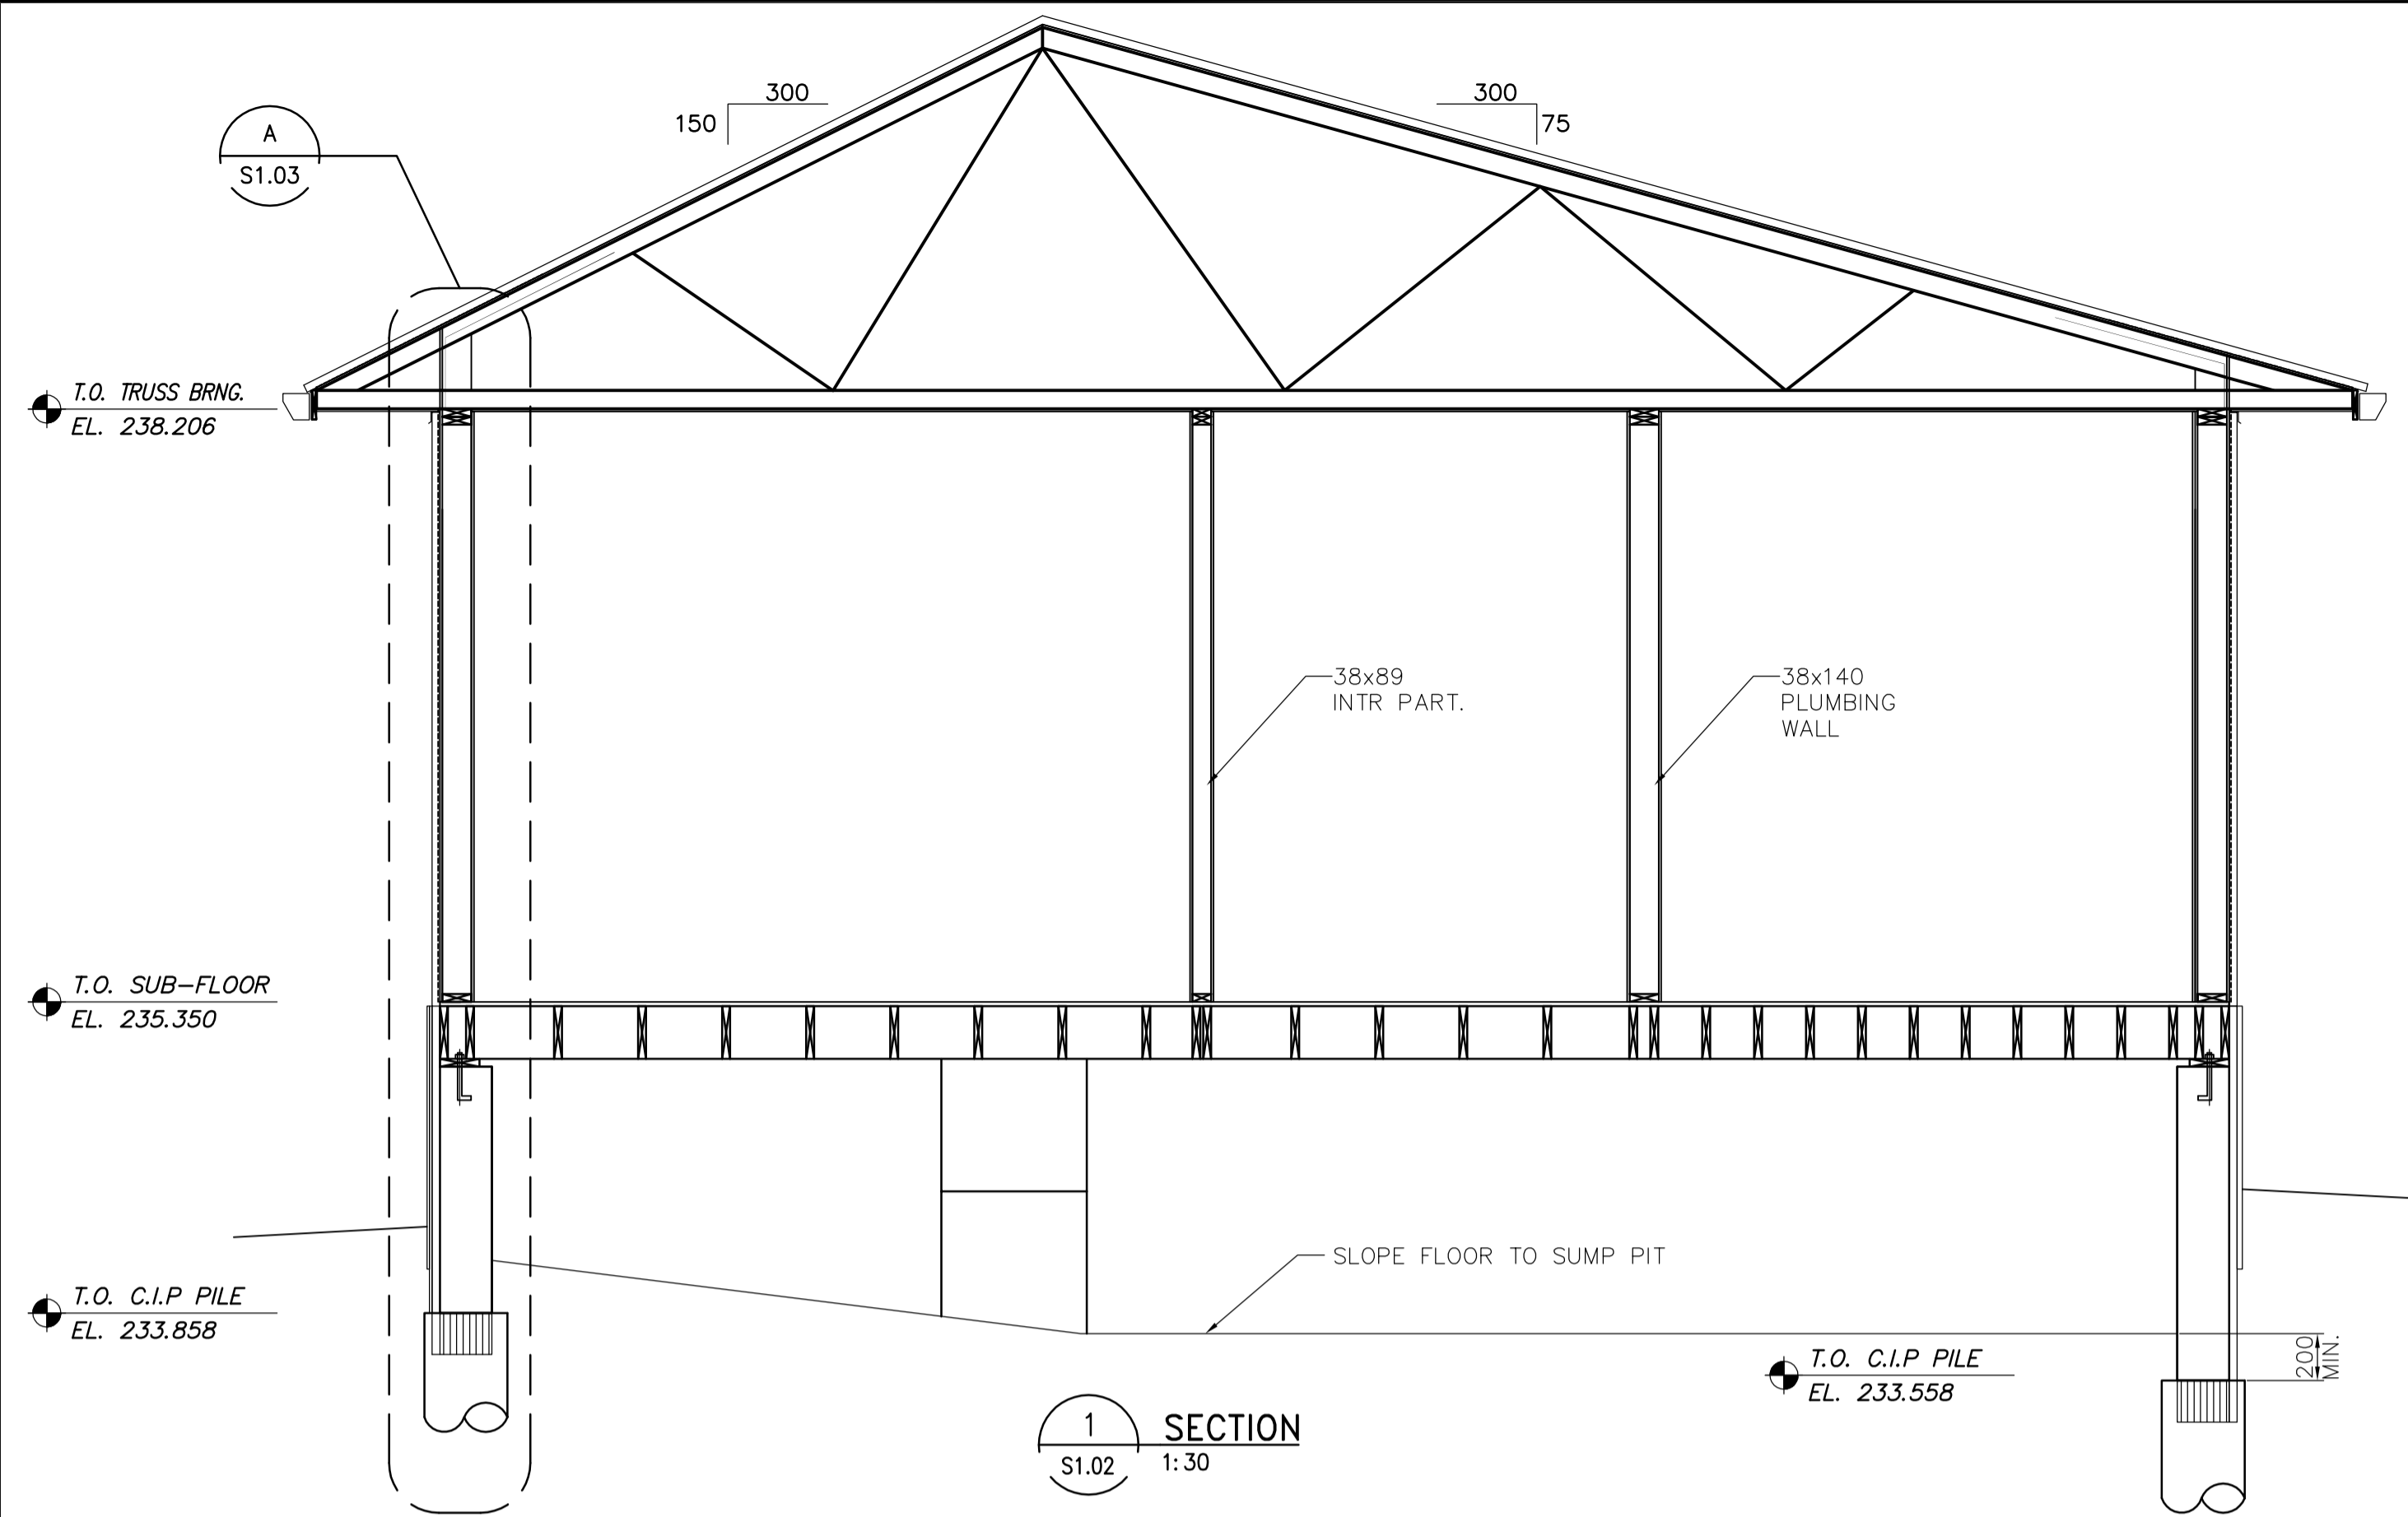 300
150
300
75
A
S1.03
T.O. TRUSS BRNG.
EL. 238.206
38x89
INTR PART.
38x140
PLUMBING
WALL
T.O. SUB-FLOOR
EL. 235.350
SLOPE FLOOR TO SUMP PIT
T.O. C.I.P PILE
EL. 233.858
200
MIN.
T.O. C.I.P PILE
EL. 233.558
1
S1.02
SECTION
1:30